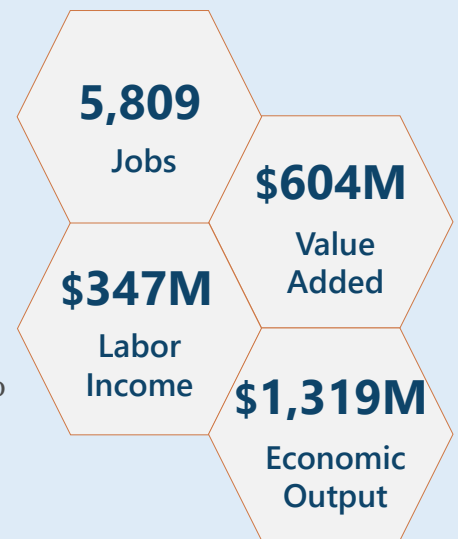 5,809
Jobs
$604M
Value
Added
$347M
Labor
Income
$1,319M
Economic
Output